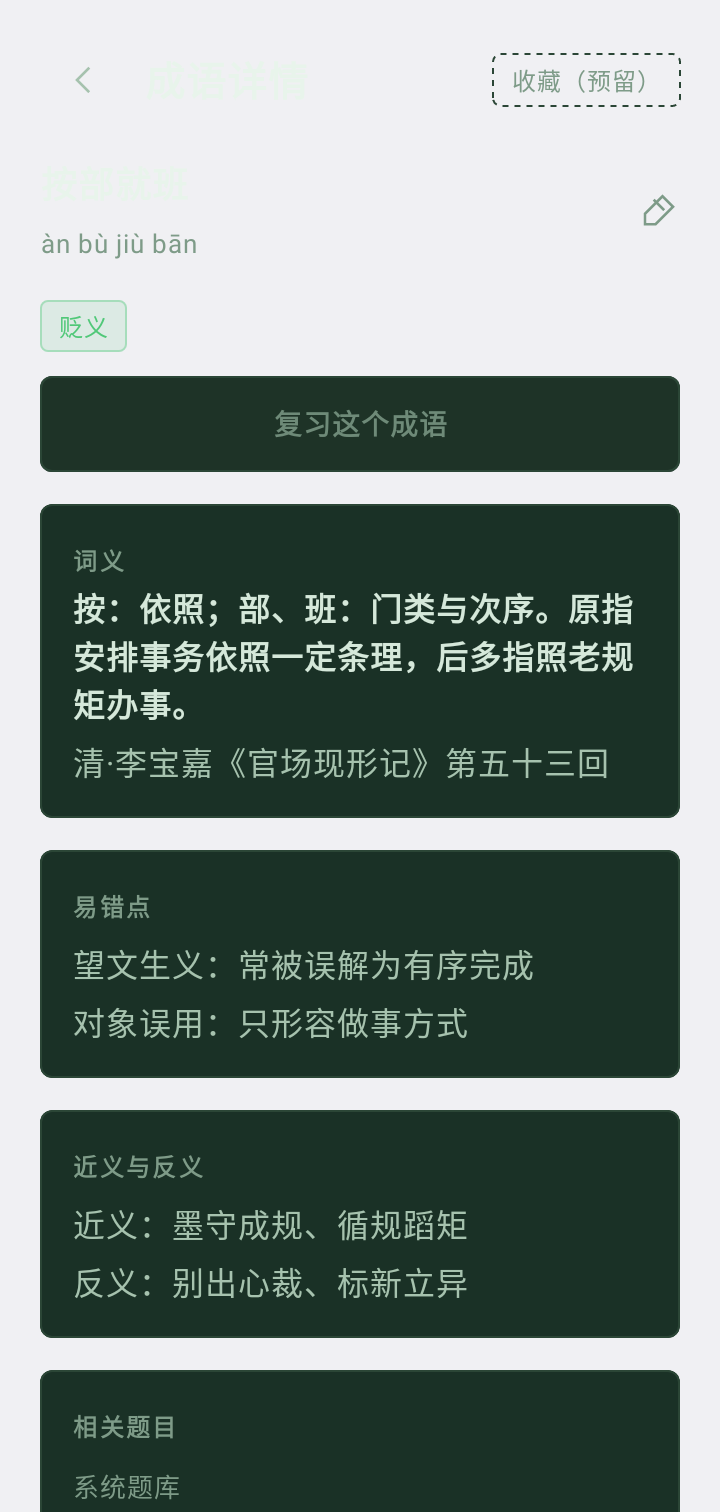 收藏（预留）
àn bù jiù bān
贬义
复习这个成语
词义
按：依照；部、班：门类与次序。原指
安排事务依照一定条理，后多指照老规
矩办事。
清·李宝嘉《官场现形记》第五十三回
易错点
望文生义：常被误解为有序完成
对象误用：只形容做事方式
近义与反义
近义：墨守成规、循规蹈矩
反义：别出心裁、标新立异
相关题目
系统题库